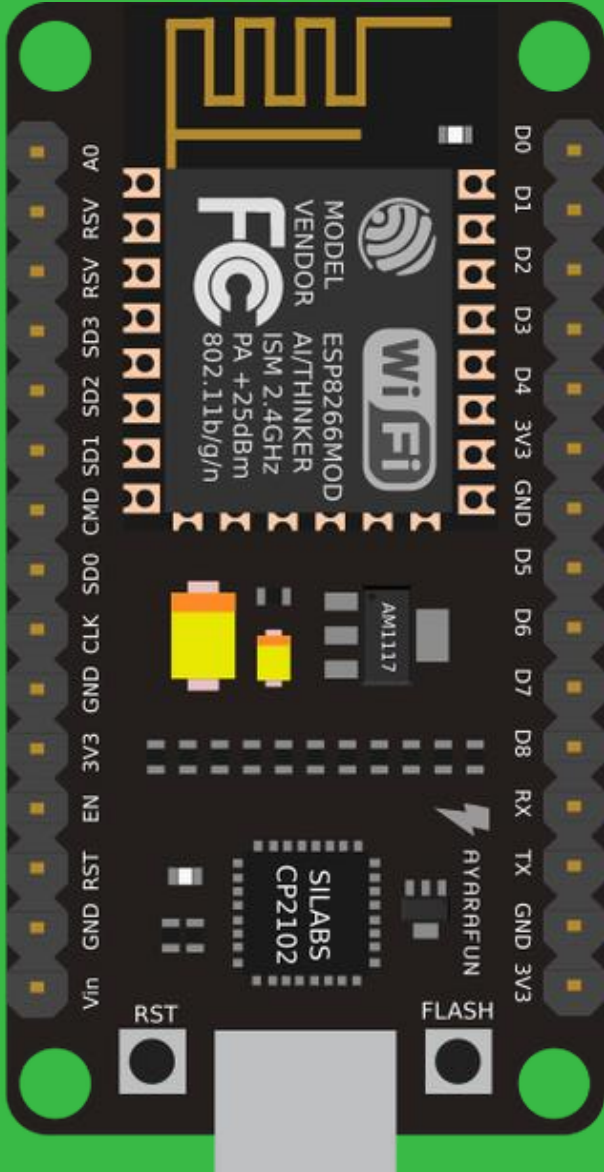 A0
RSV
RSV
SD3
SD2
SD1
CMD
SD0
CLK
GND
3V3
EN
RST
GND
Vin
FC
MODEL ESP8266MOD
VENDOR AI/THINKER
ISM 2.4GHz
PA +25dBm
802.11b/g/n
Wi Fi
AM1117
SILABS
CP2102
AYARAFUN
RST
FLASH
D0
D1
D2
D3
D4
3V3
GND
D5
D6
D7
D8
RX
TX
GND
3V3